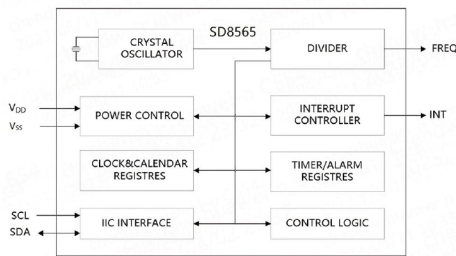 SD8565
CRYSTAL
OSCILLATOR
DIVIDER
FREQ
VDD
VSS
POWER CONTROL
INTERRUPT
CONTROLLER
INT
CLOCK&CALENDAR
REGISTRES
TIMER/ALARM
REGISTRES
SCL
SDA
IIC INTERFACE
CONTROL LOGIC